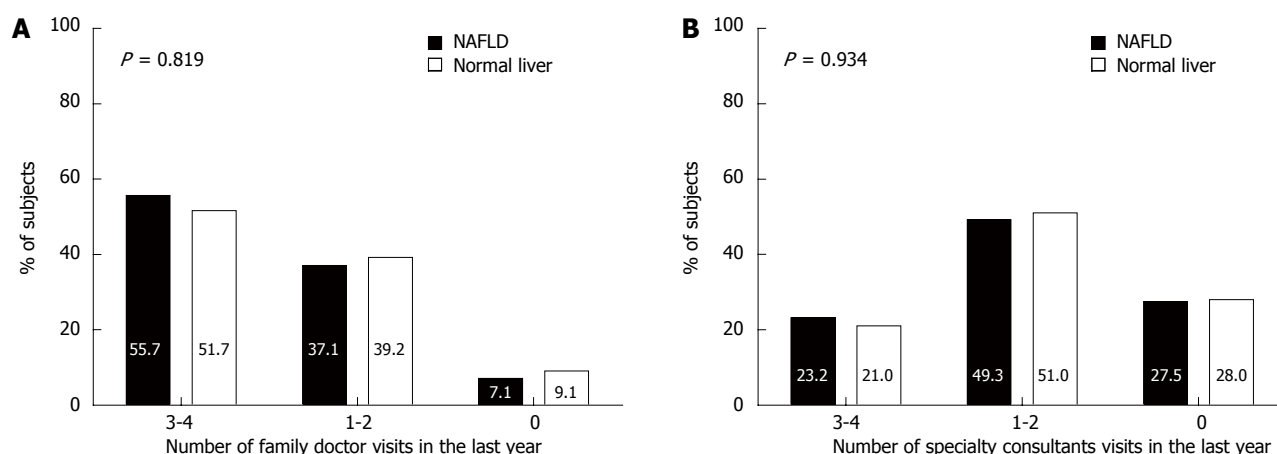 A
P = 0.819
NAFLD
Normal liver
% of subjects
100
80
60
40
20
0
55.7 51.7 37.1 39.2 7.1 9.1
3-4 1-2 0
Number of family doctor visits in the last year
B
P = 0.934
NAFLD
Normal liver
% of subjects
100
80
60
40
20
0
23.2 21.0 49.3 51.0 27.5 28.0
3-4 1-2 0
Number of specialty consultants visits in the last year